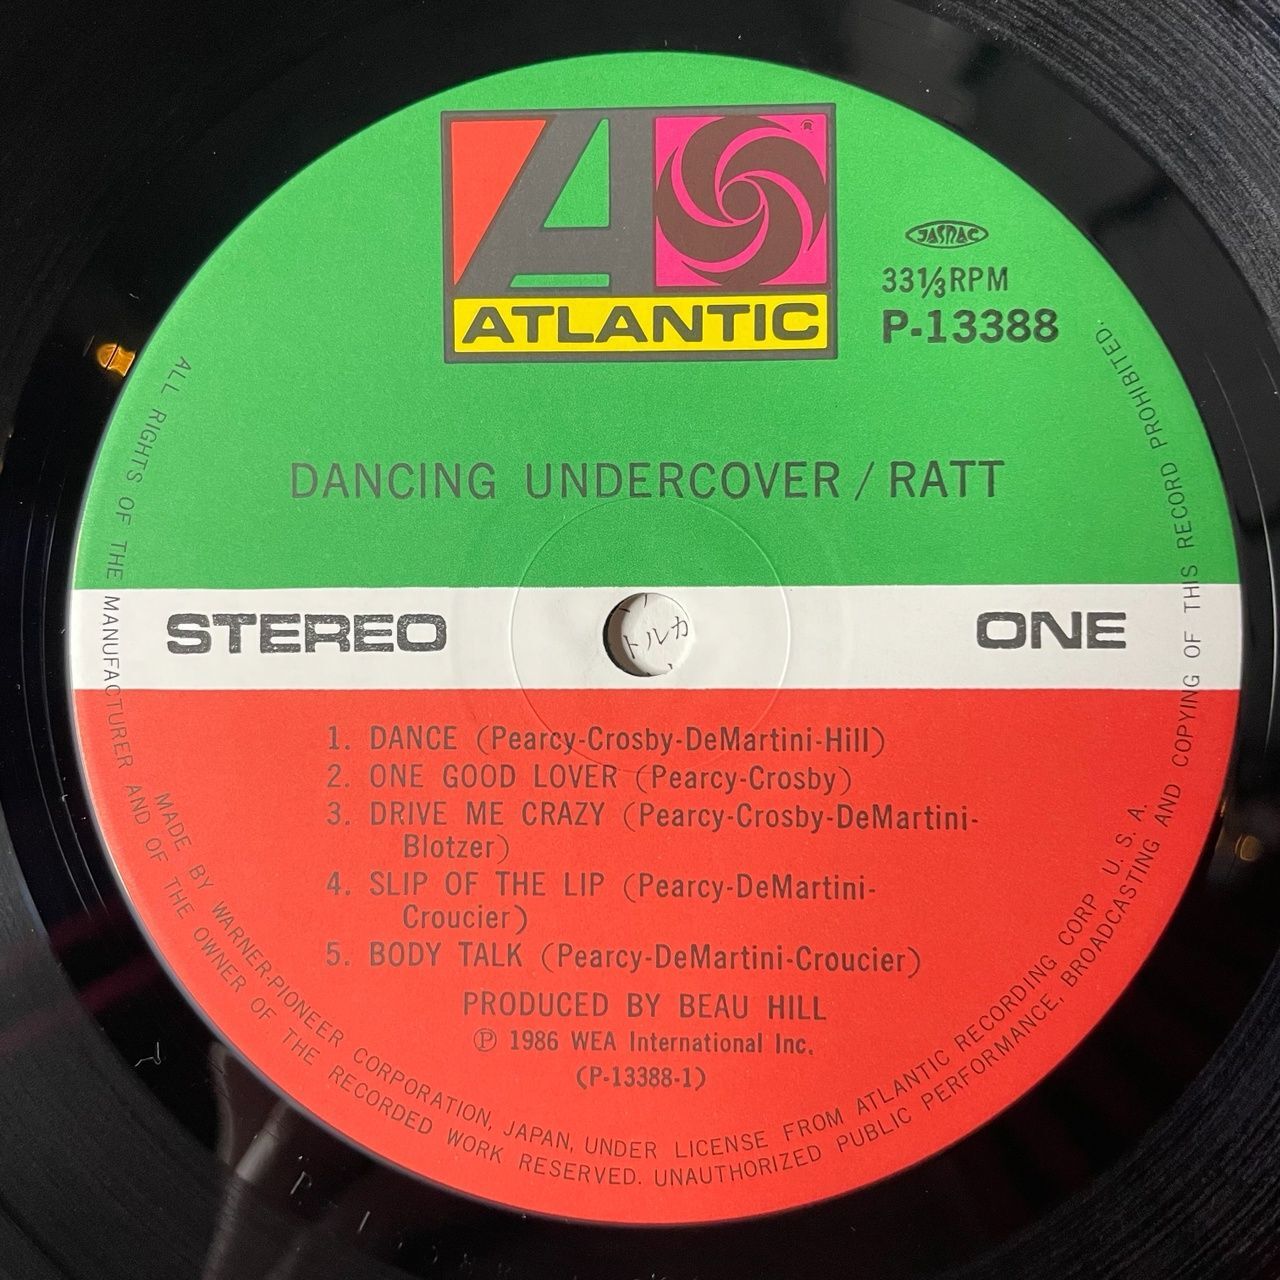 JASRAC
33⅓RPM
P-13388
ATLANTIC
DANCING UNDERCOVER / RATT
STEREO
ONE
トルカ
1. DANCE (Pearcy-Crosby-DeMartini-Hill)
2. ONE GOOD LOVER (Pearcy-Crosby)
3. DRIVE ME CRAZY (Pearcy-Crosby-DeMartini-
Blotzer)
4. SLIP OF THE LIP (Pearcy-DeMartini-
Croucier)
5. BODY TALK (Pearcy-DeMartini-Croucier)
PRODUCED BY BEAU HILL
℗ 1986 WEA International Inc.
(P-13388-1)
MADE BY WARNER-PIONEER CORPORATION, JAPAN, UNDER LICENSE FROM ATLANTIC RECORDING CORP U. S. A.
ALL RIGHTS OF THE MANUFACTURER AND OF THE OWNER OF THE RECORDED WORK RESERVED. UNAUTHORIZED PUBLIC PERFORMANCE, BROADCASTING AND COPYING OF THIS RECORD PROHIBITED.